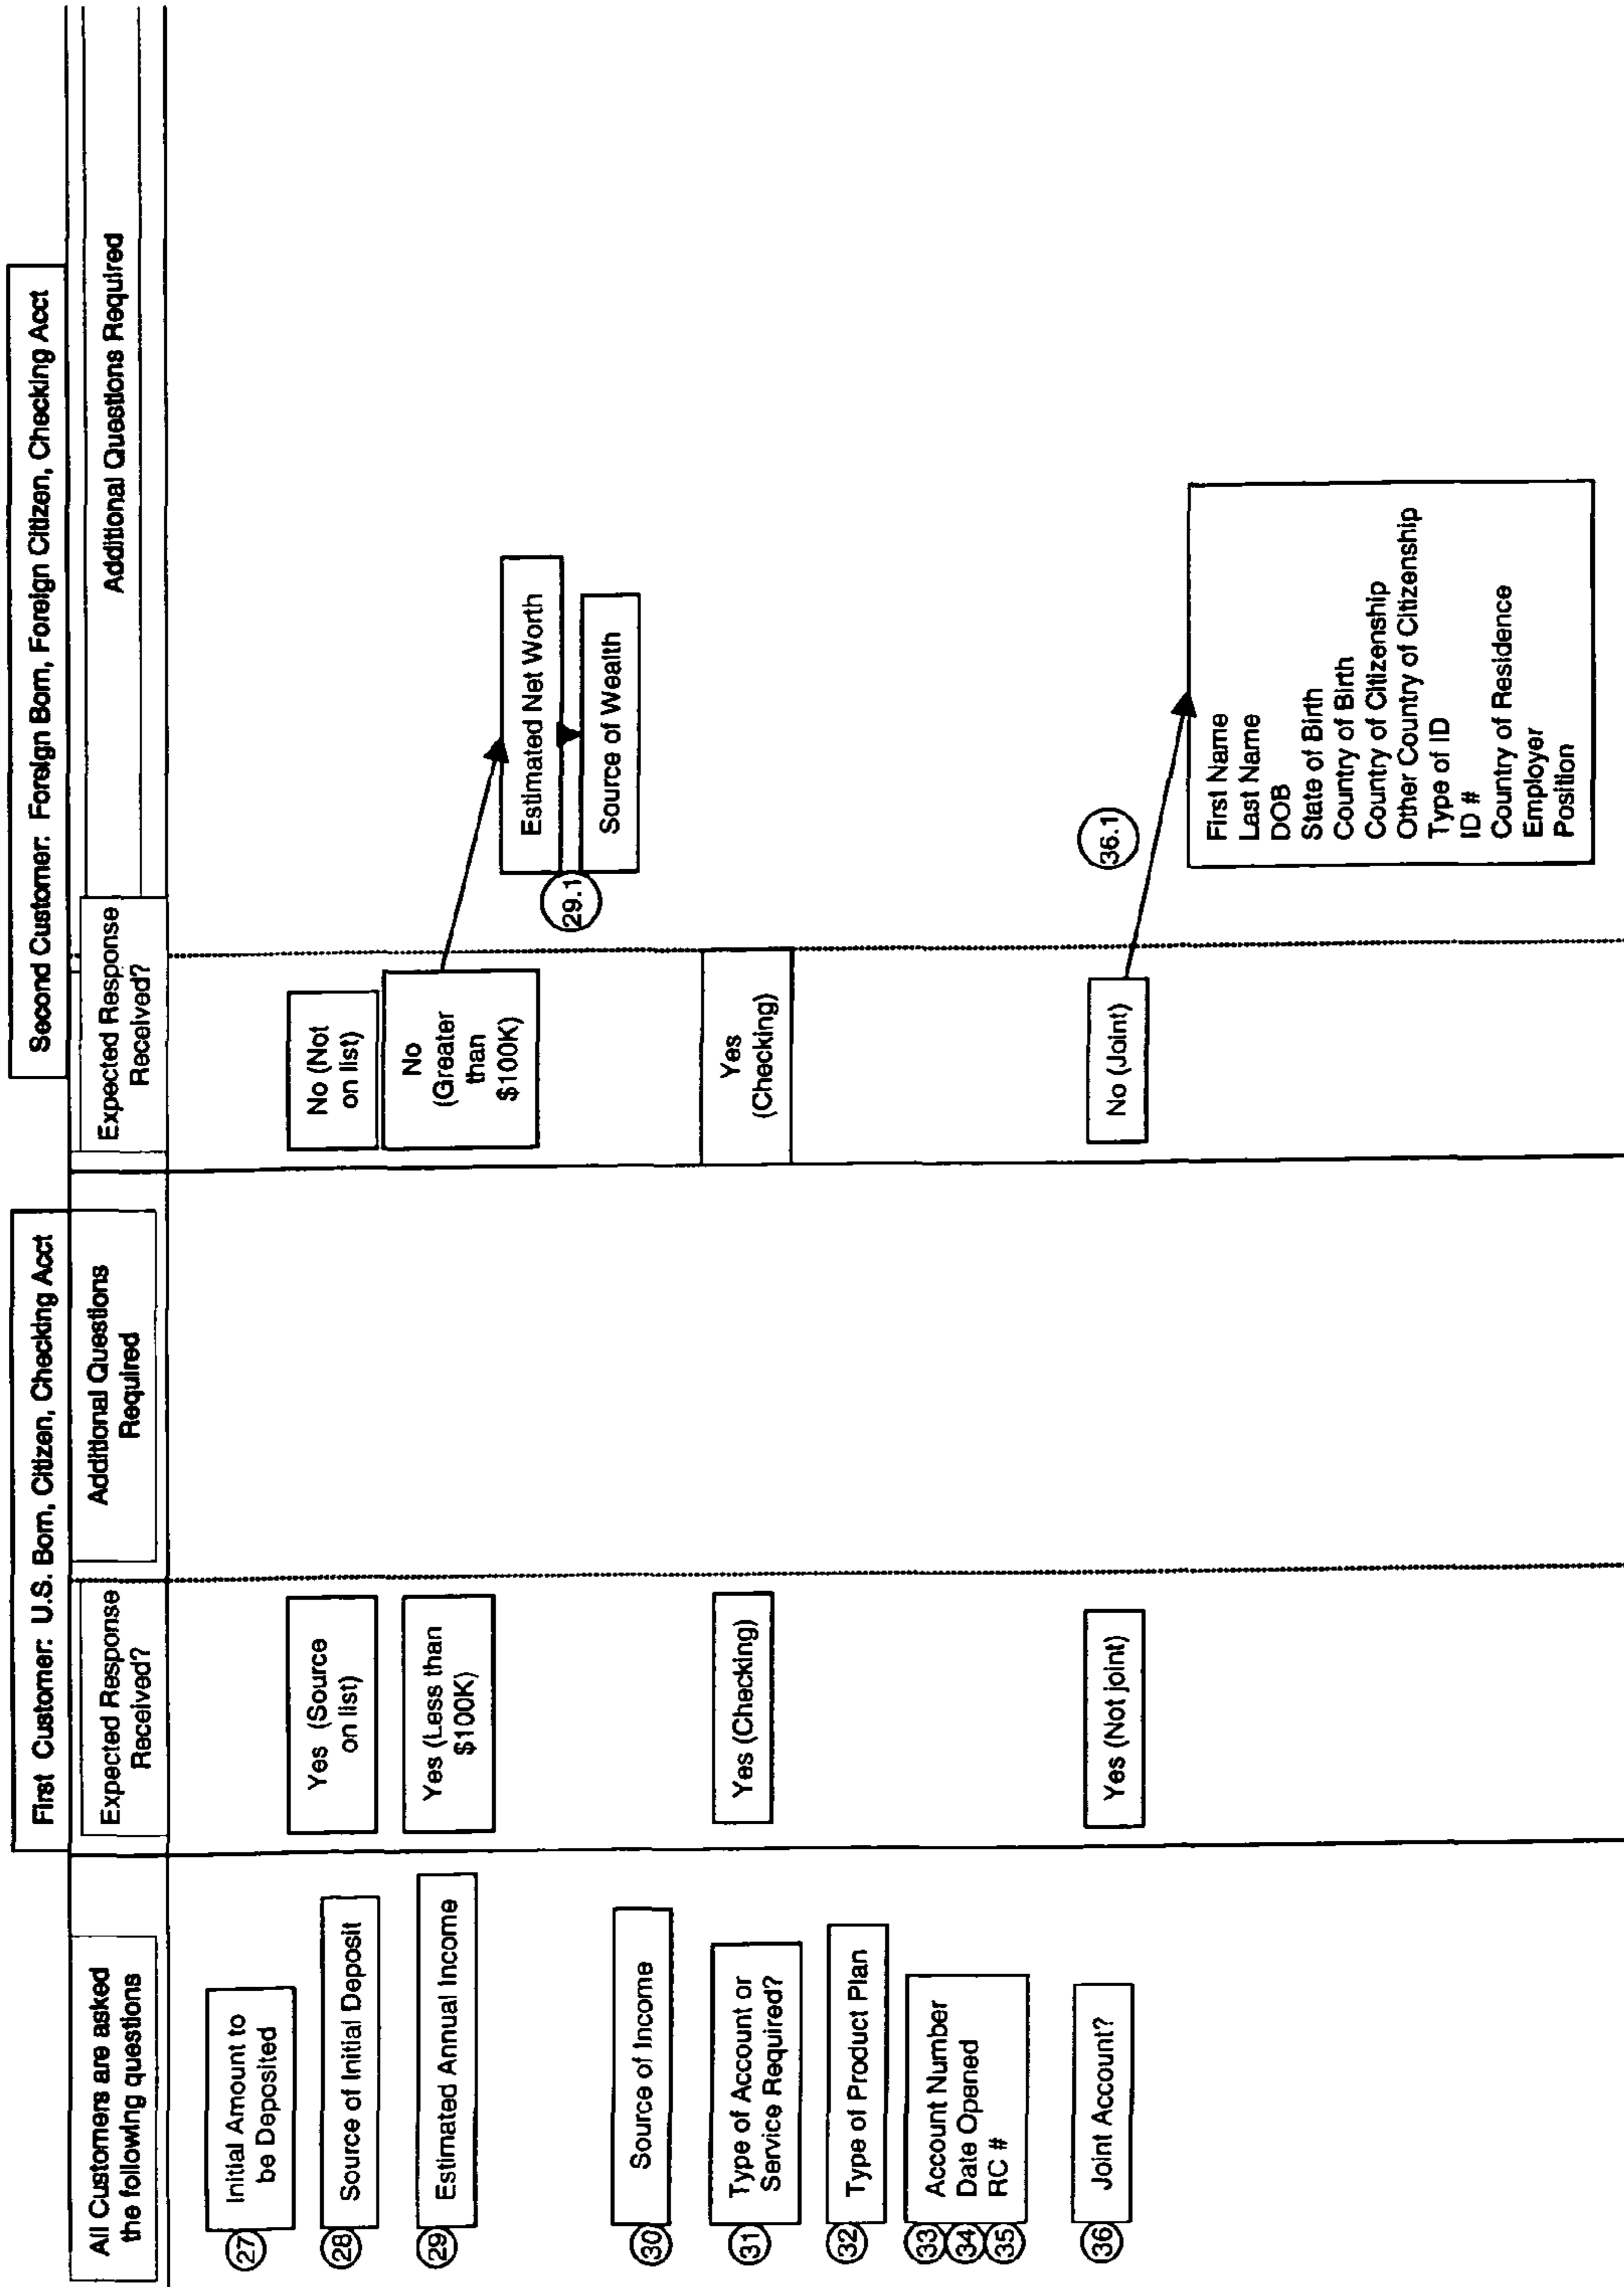 First Customer: U.S. Born, Citizen, Checking Acct
Second Customer: Foreign Born, Foreign Citizen, Checking Acct
All Customers are asked
the following questions
Expected Response
Received?
Additional Questions
Required
Expected Response
Received?
Additional Questions Required
27
Initial Amount to
be Deposited
28
Source of Initial Deposit
Yes (Source
on list)
No (Not
on list)
29
Estimated Annual Income
Yes (Less than
$100K)
No
(Greater
than
$100K)
Estimated Net Worth
29.1
Source of Wealth
30
Source of Income
31
Type of Account or
Service Required?
Yes (Checking)
Yes
(Checking)
32
Type of Product Plan
33
Account Number
34
Date Opened
35
RC #
36
Joint Account?
Yes (Not joint)
No (Joint)
36.1
First Name
Last Name
DOB
State of Birth
Country of Birth
Country of Citizenship
Other Country of Citizenship
Type of ID
ID #
Country of Residence
Employer
Position